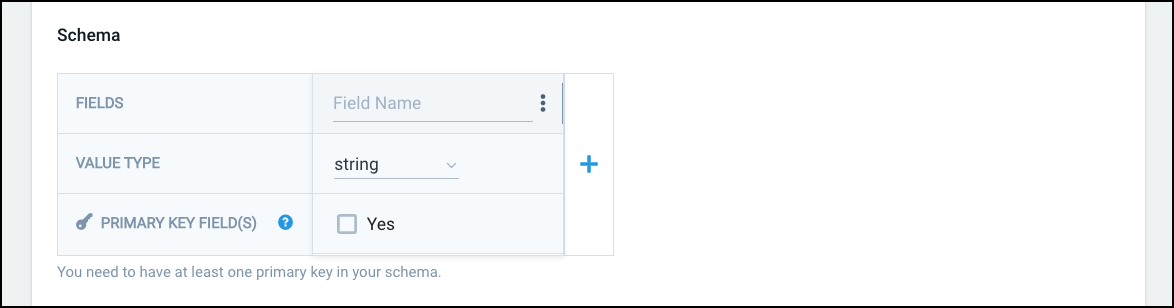 Schema
FIELDS Field Name
VALUE TYPE string
PRIMARY KEY FIELD(S) ? Yes
You need to have at least one primary key in your schema.